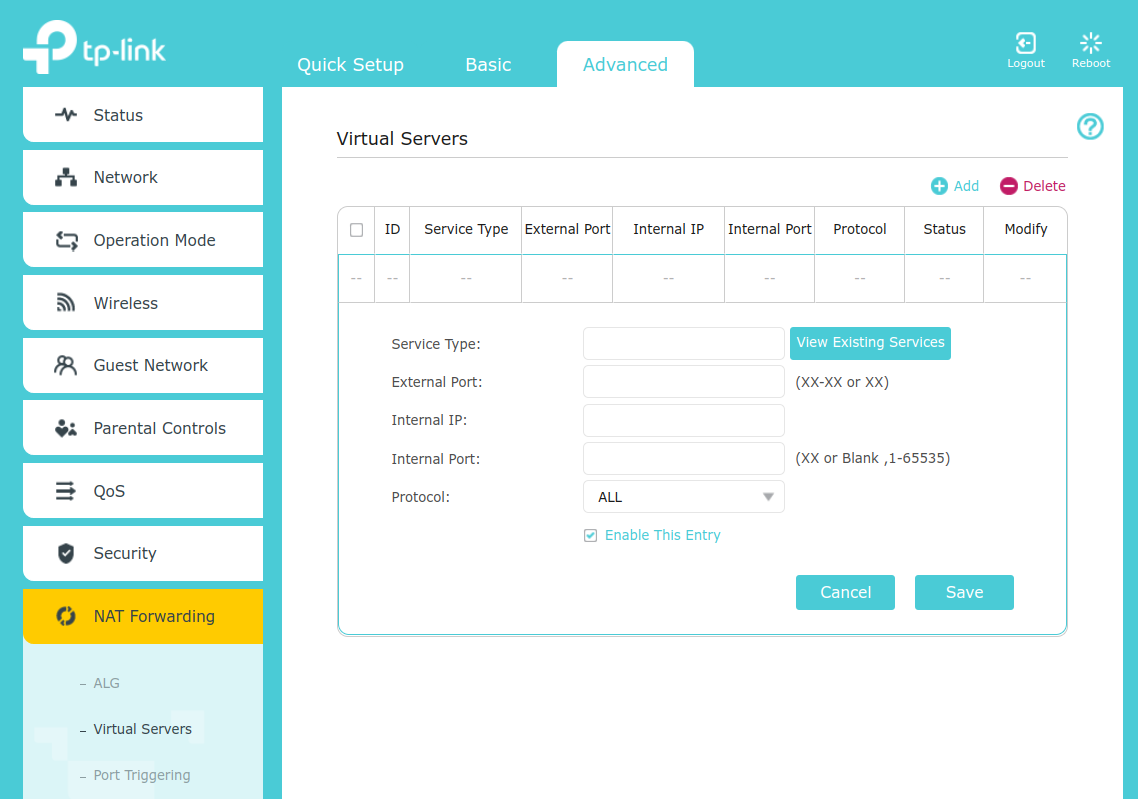 tp-link
Quick Setup Basic Advanced
Logout Reboot
Status
Network
Operation Mode
Wireless
Guest Network
Parental Controls
QoS
Security
NAT Forwarding
– ALG
– Virtual Servers
– Port Triggering
Virtual Servers
?
Add Delete
ID Service Type External Port Internal IP Internal Port Protocol Status Modify
-- -- -- -- -- -- -- -- --
Service Type: View Existing Services
External Port: (XX-XX or XX)
Internal IP:
Internal Port: (XX or Blank ,1-65535)
Protocol: ALL
Enable This Entry
Cancel Save